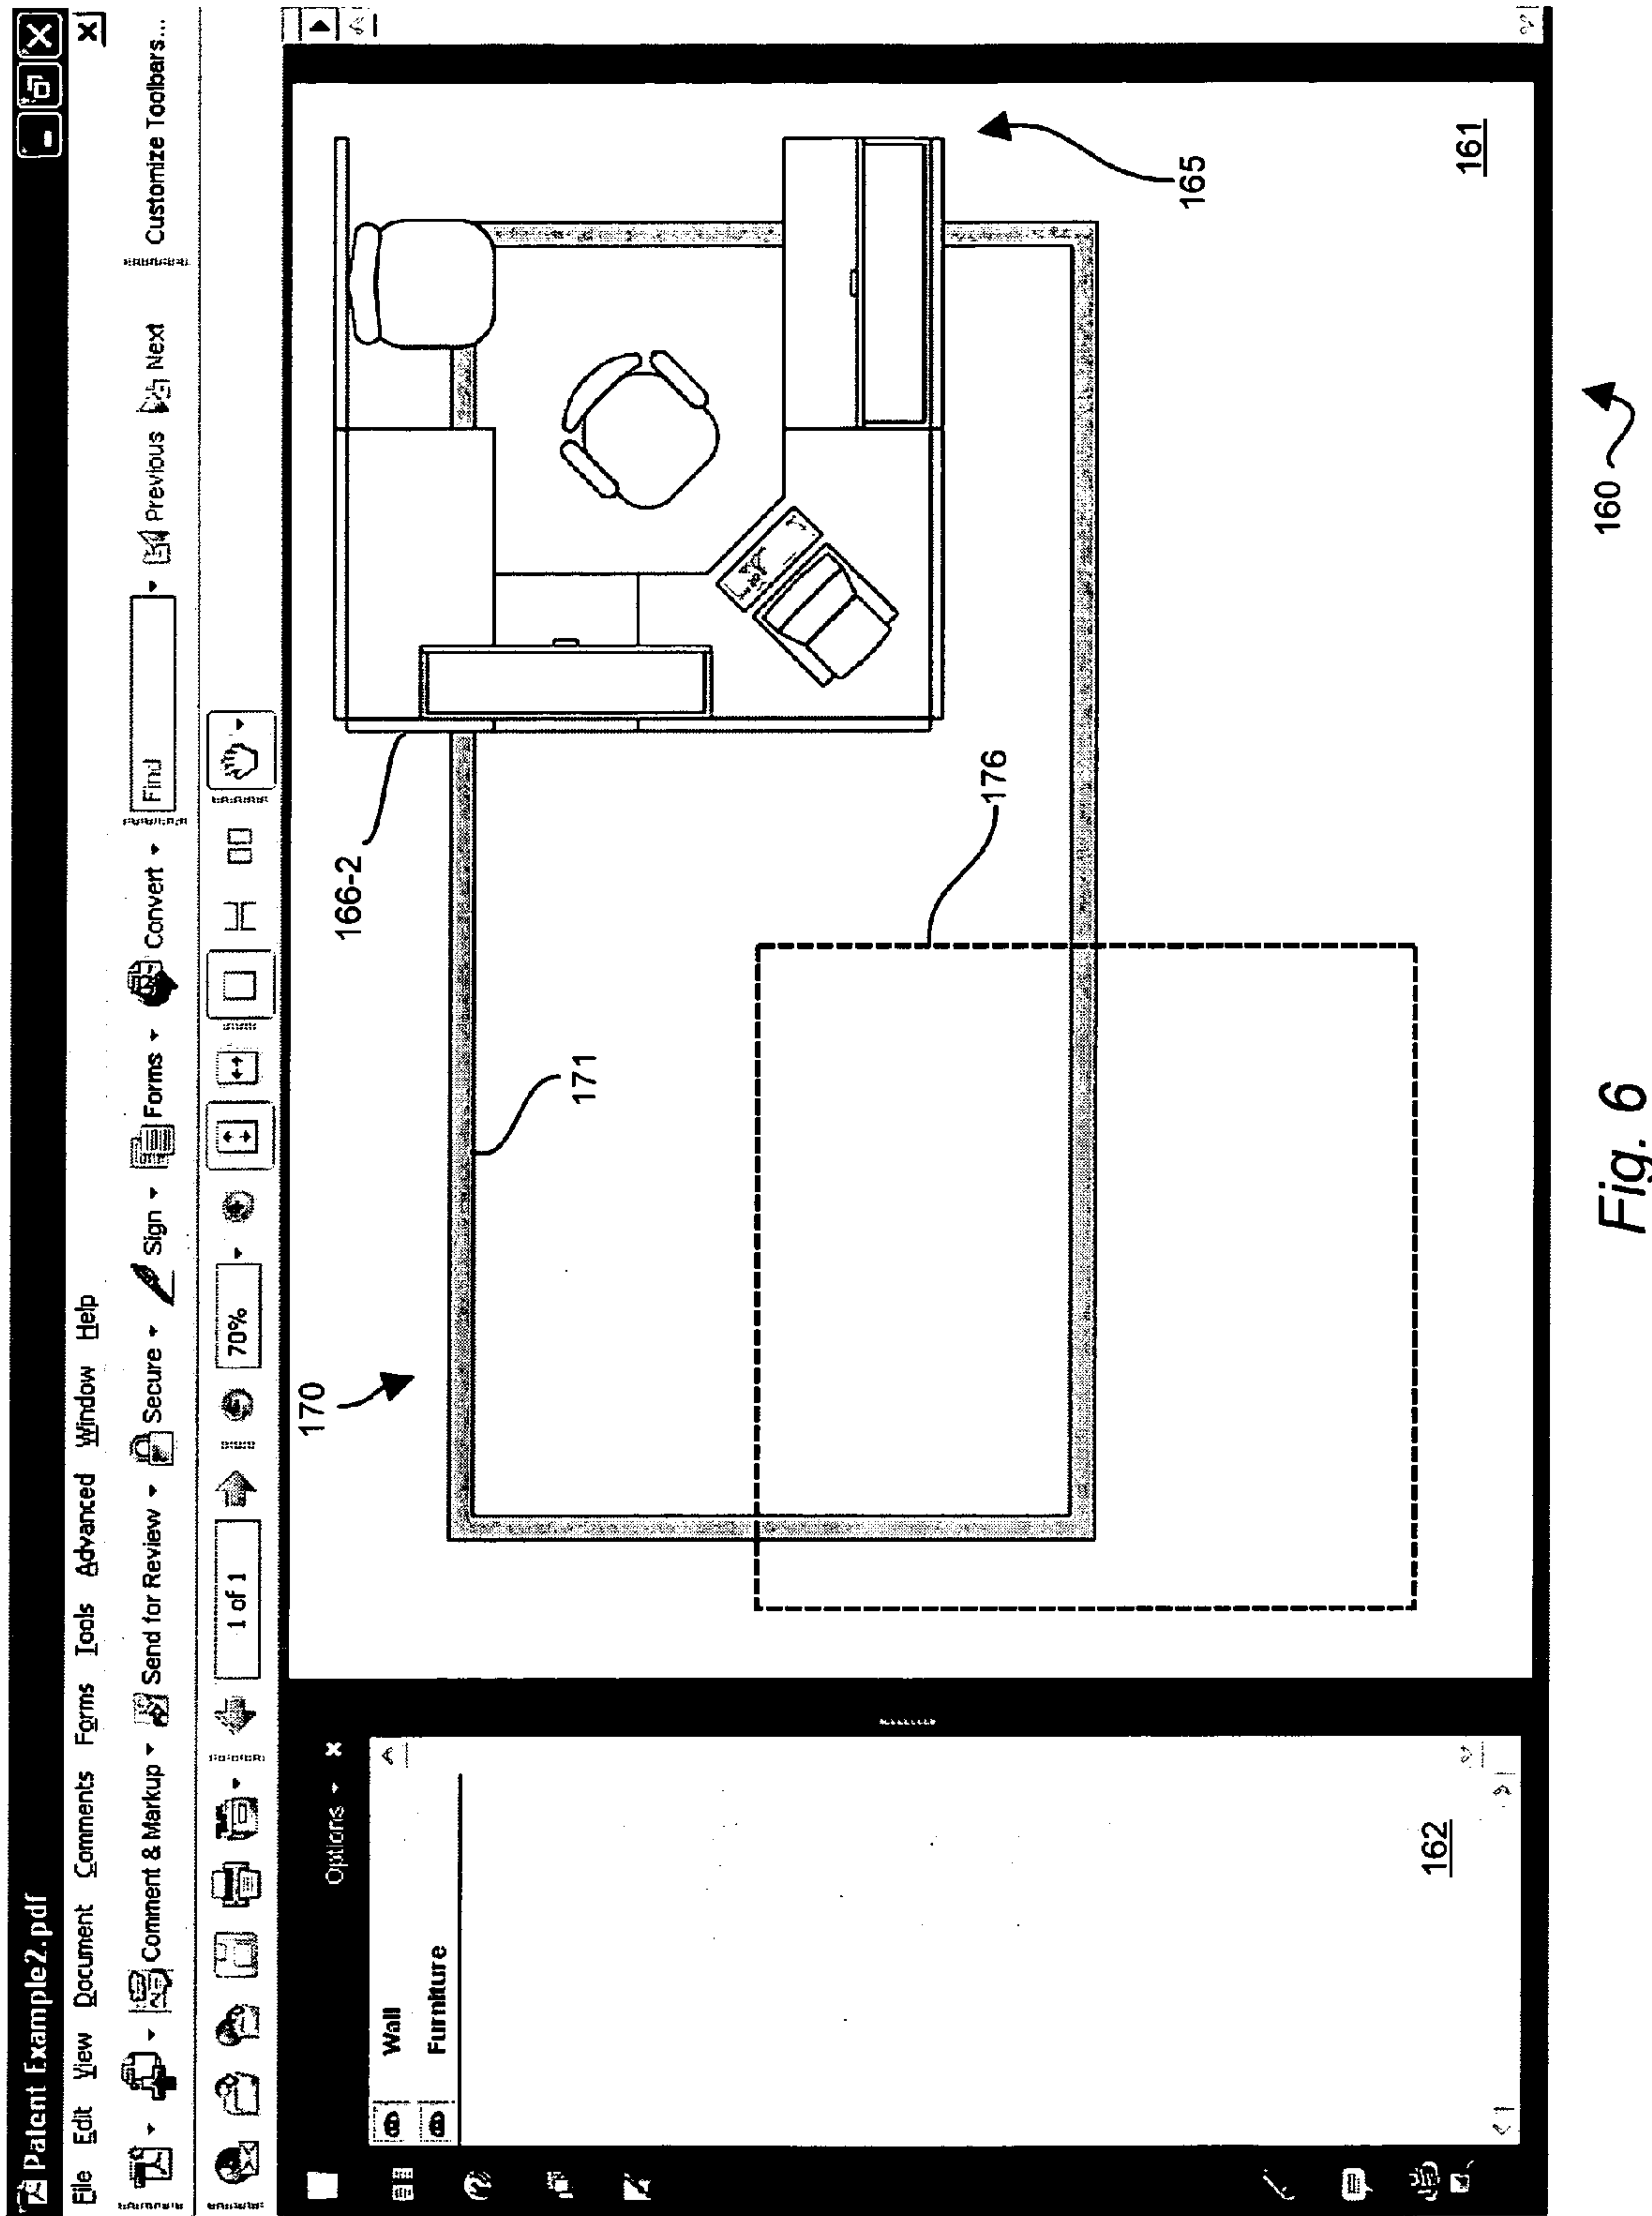 Patent Example2.pdf
File Edit View Document Comments Forms Tools Advanced Window Help
Comment & Markup Send for Review Secure Sign Forms Convert Find Previous Next Customize Toolbars...
1 of 1 70%
Options
Wall
Furniture
162
170
171
166-2
176
165
161
160
Fig. 6